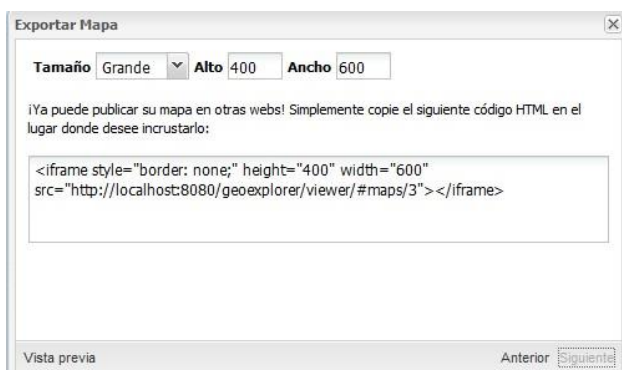 Exportar Mapa
Tamaño Grande Alto 400 Ancho 600
¡Ya puede publicar su mapa en otras webs! Simplemente copie el siguiente código HTML en el
lugar donde desee incrustarlo:
<iframe style="border: none;" height="400" width="600"
src="http://localhost:8080/geoexplorer/viewer/#maps/3"></iframe>
Vista previa Anterior Siguiente